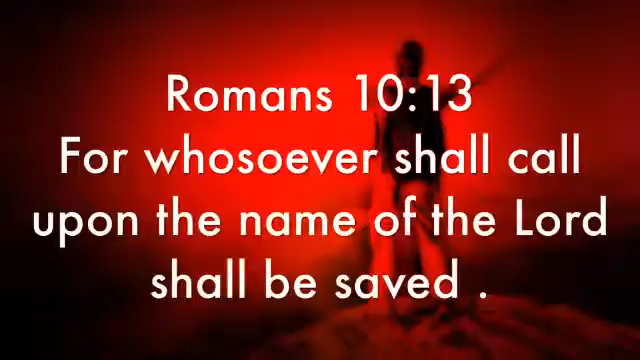 Romans 10:13
For whosoever shall call
upon the name of the Lord
shall be saved .